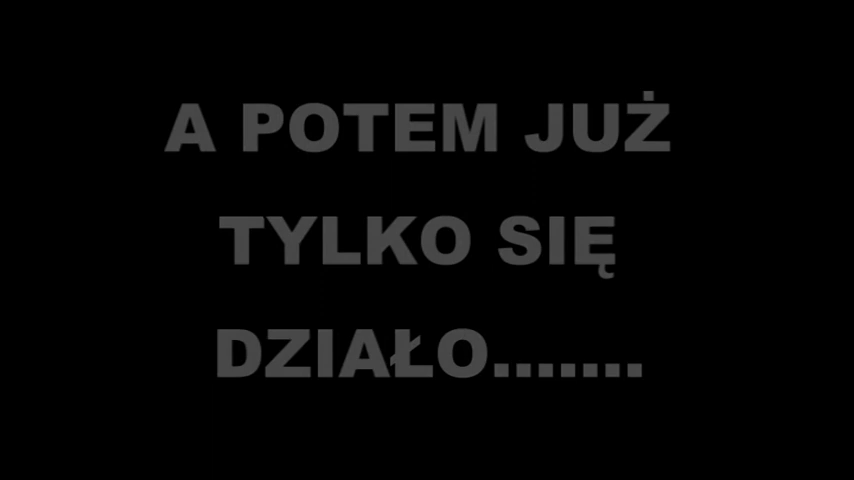 A POTEM JUŻ
TYLKO SIĘ
DZIAŁO.......